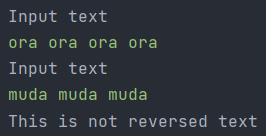 Input text
ora ora ora ora
Input text
muda muda muda
This is not reversed text